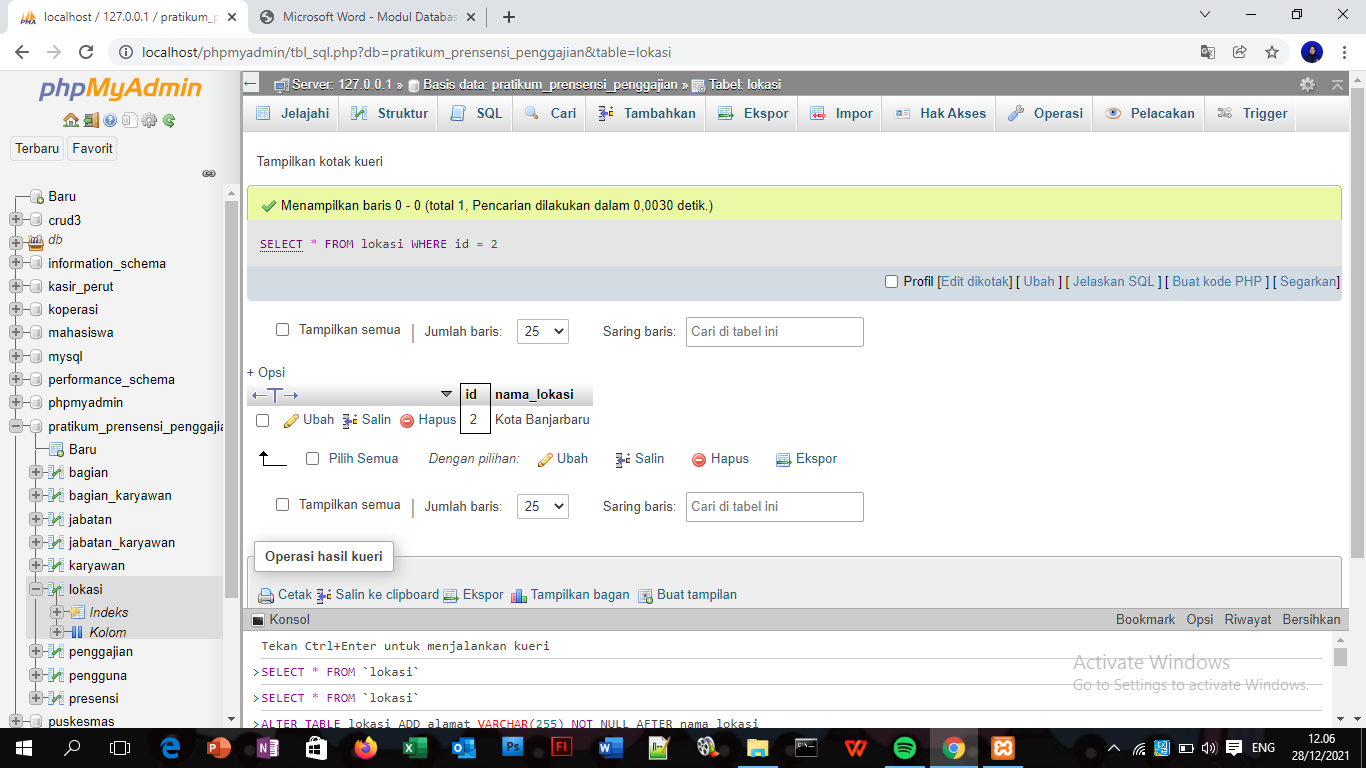 localhost / 127.0.0.1 / pratikum_p
Microsoft Word - Modul Databas
localhost/phpmyadmin/tbl_sql.php?db=pratikum_prensensi_penggajian&table=lokasi
phpMyAdmin
Terbaru Favorit
Baru
crud3
db
information_schema
kasir_perut
koperasi
mahasiswa
mysql
performance_schema
phpmyadmin
pratikum_prensensi_penggajia
Baru
bagian
bagian_karyawan
jabatan
jabatan_karyawan
karyawan
lokasi
Indeks
Kolom
penggajian
pengguna
presensi
puskesmas
Server: 127.0.0.1 » Basis data: pratikum_prensensi_penggajian » Tabel: lokasi
Jelajahi Struktur SQL Cari Tambahkan Ekspor Impor Hak Akses Operasi Pelacakan Trigger
Tampilkan kotak kueri
Menampilkan baris 0 - 0 (total 1, Pencarian dilakukan dalam 0,0030 detik.)
SELECT * FROM lokasi WHERE id = 2
Profil [Edit dikotak] [ Ubah ] [ Jelaskan SQL ] [ Buat kode PHP ] [ Segarkan]
Tampilkan semua | Jumlah baris: 25 Saring baris: Cari di tabel ini
+ Opsi
←T→ id nama_lokasi
Ubah Salin Hapus 2 Kota Banjarbaru
Pilih Semua Dengan pilihan: Ubah Salin Hapus Ekspor
Tampilkan semua | Jumlah baris: 25 Saring baris: Cari di tabel ini
Operasi hasil kueri
Cetak Salin ke clipboard Ekspor Tampilkan bagan Buat tampilan
Konsol Bookmark Opsi Riwayat Bersihkan
Tekan Ctrl+Enter untuk menjalankan kueri
>SELECT * FROM `lokasi`
>SELECT * FROM `lokasi`
>ALTER TABLE lokasi ADD alamat VARCHAR(255) NOT NULL AFTER nama_lokasi
Activate Windows
Go to Settings to activate Windows.
ENG
12.06
28/12/2021